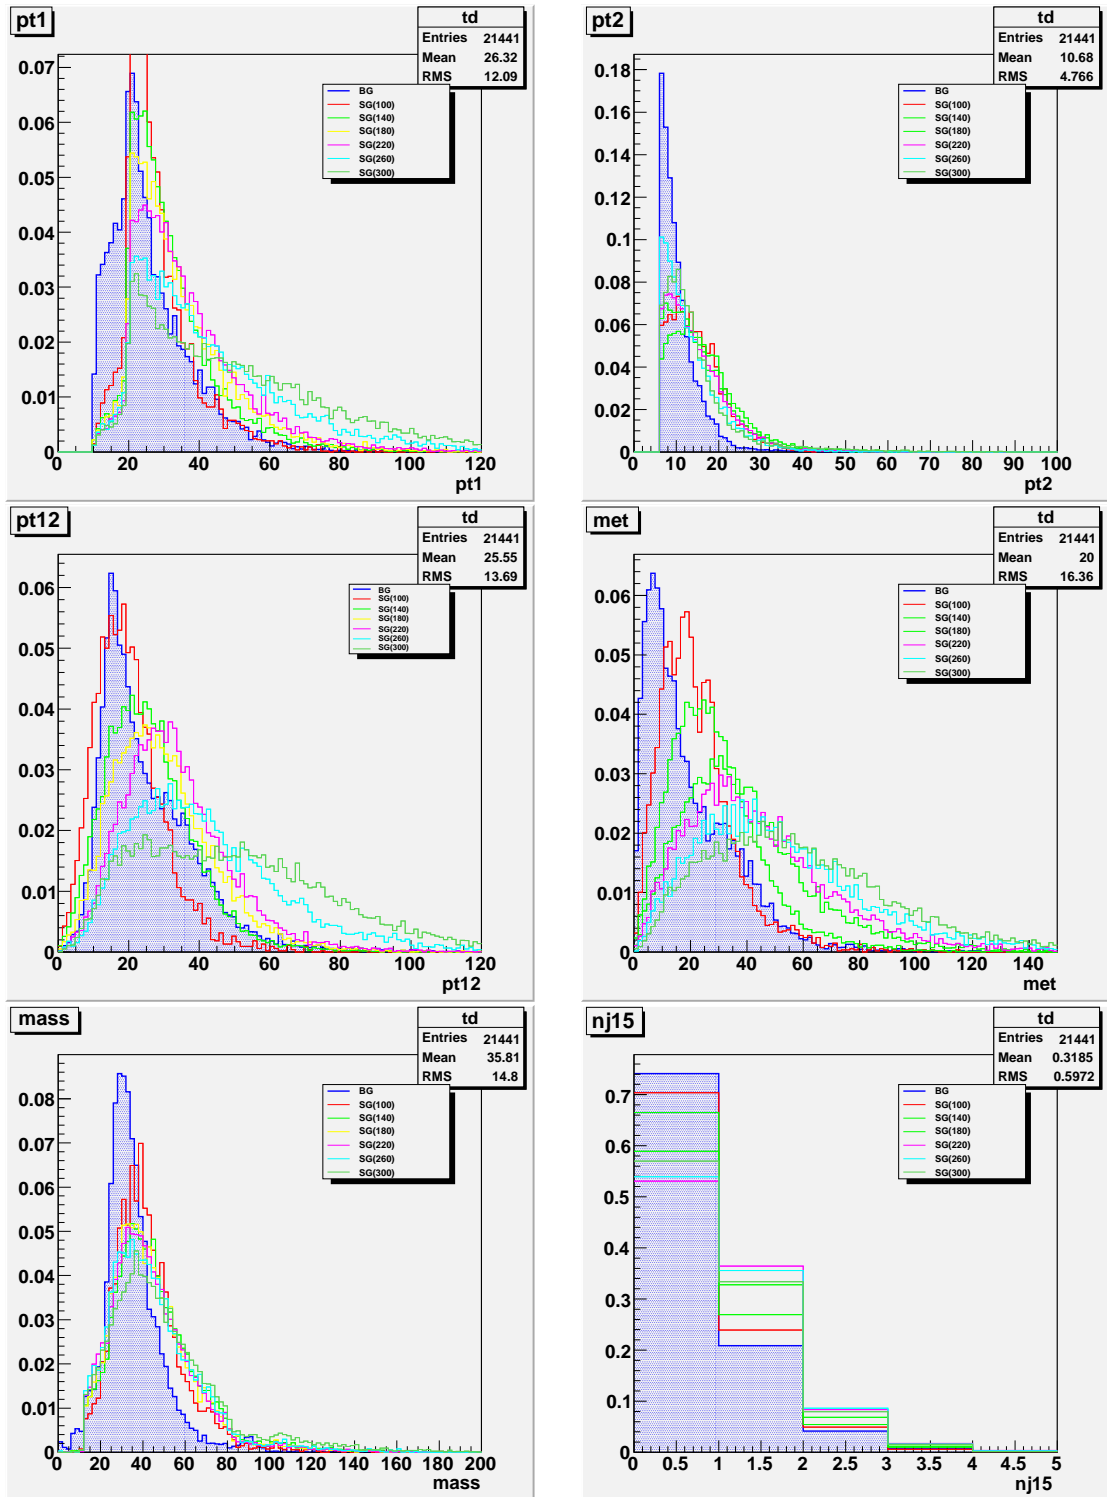 pt1
td
Entries 21441
Mean 26.32
RMS 12.09
BG
SG(100)
SG(140)
SG(180)
SG(220)
SG(260)
SG(300)
0.07
0.06
0.05
0.04
0.03
0.02
0.01
0
0 20 40 60 80 100 120
pt1
pt2
td
Entries 21441
Mean 10.68
RMS 4.766
BG
SG(100)
SG(140)
SG(180)
SG(220)
SG(260)
SG(300)
0.18
0.16
0.14
0.12
0.1
0.08
0.06
0.04
0.02
0
0 10 20 30 40 50 60 70 80 90 100
pt2
pt12
td
Entries 21441
Mean 25.55
RMS 13.69
BG
SG(100)
SG(140)
SG(180)
SG(220)
SG(260)
SG(300)
0.06
0.05
0.04
0.03
0.02
0.01
0
0 20 40 60 80 100 120
pt12
met
td
Entries 21441
Mean 20
RMS 16.36
BG
SG(100)
SG(140)
SG(180)
SG(220)
SG(260)
SG(300)
0.06
0.05
0.04
0.03
0.02
0.01
0
0 20 40 60 80 100 120 140
met
mass
td
Entries 21441
Mean 35.81
RMS 14.8
BG
SG(100)
SG(140)
SG(180)
SG(220)
SG(260)
SG(300)
0.08
0.07
0.06
0.05
0.04
0.03
0.02
0.01
0
0 20 40 60 80 100 120 140 160 180 200
mass
nj15
td
Entries 21441
Mean 0.3185
RMS 0.5972
BG
SG(100)
SG(140)
SG(180)
SG(220)
SG(260)
SG(300)
0.7
0.6
0.5
0.4
0.3
0.2
0.1
0
0 0.5 1 1.5 2 2.5 3 3.5 4 4.5 5
nj15